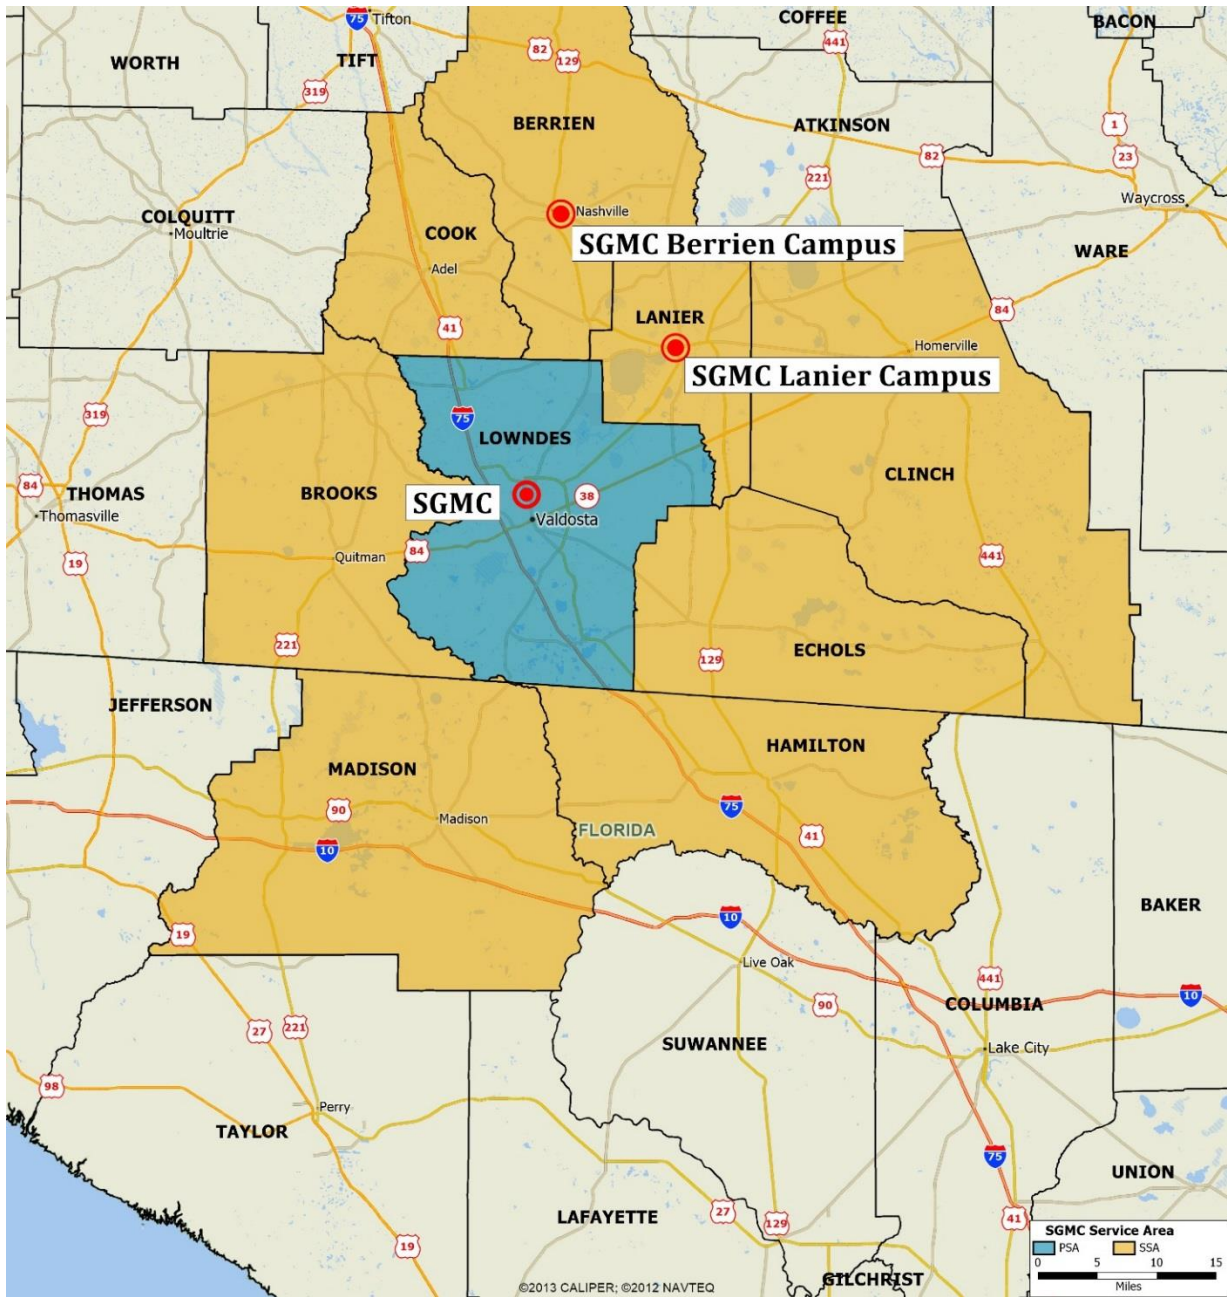 75
Tifton
COFFEE
BACON
WORTH
TIFT
82
129
441
319
BERRIEN
ATKINSON
1
82
23
221
Waycross
COLQUITT
Moultrie
Nashville
SGMC Berrien Campus
COOK
WARE
Adel
84
LANIER
41
Homerville
SGMC Lanier Campus
319
75
LOWNDES
CLINCH
84
THOMAS
BROOKS
SGMC
38
Thomasville
Valdosta
Quitman
84
441
19
221
129
ECHOLS
JEFFERSON
HAMILTON
MADISON
90
Madison
75
FLORIDA
41
10
BAKER
10
19
Live Oak
441
10
90
COLUMBIA
27
221
SUWANNEE
Lake City
98
Perry
TAYLOR
75
UNION
LAFAYETTE
27
129
41
19
SGMC Service Area
PSA
SSA
0 5 10 15
Miles
GILCHRIST
©2013 CALIPER; ©2012 NAVTEQ